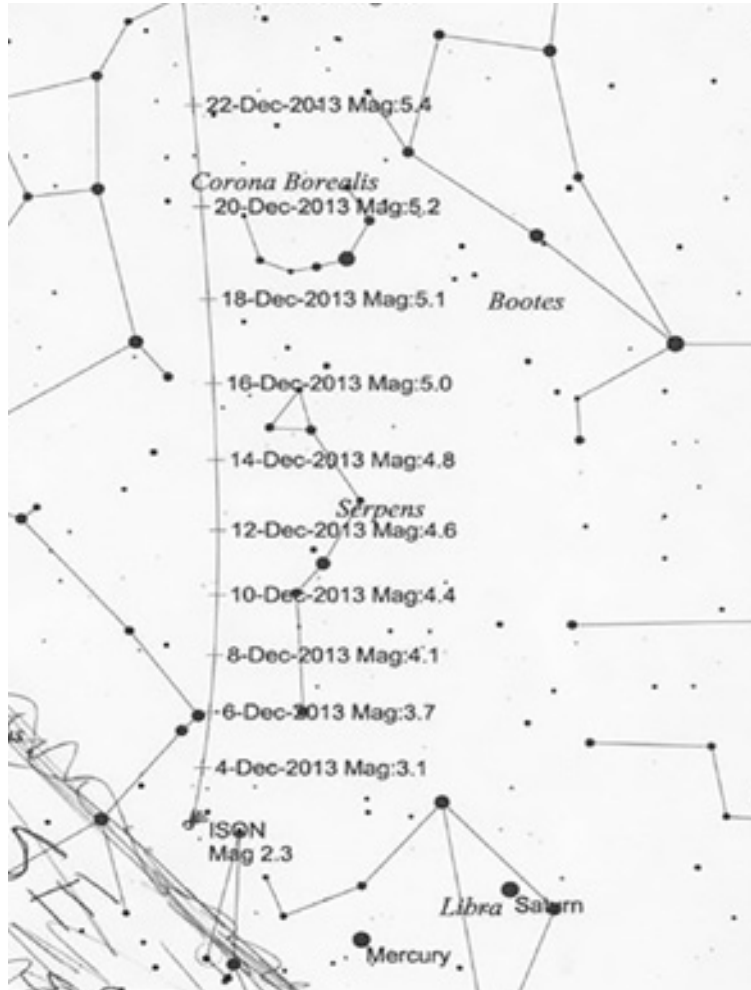 22-Dec-2013 Mag:5.4
Corona Borealis
20-Dec-2013 Mag:5.2
18-Dec-2013 Mag:5.1
Bootes
16-Dec-2013 Mag:5.0
14-Dec-2013 Mag:4.8
Serpens
12-Dec-2013 Mag:4.6
10-Dec-2013 Mag:4.4
8-Dec-2013 Mag:4.1
6-Dec-2013 Mag:3.7
4-Dec-2013 Mag:3.1
ISON
Mag 2.3
Libra
Saturn
Mercury